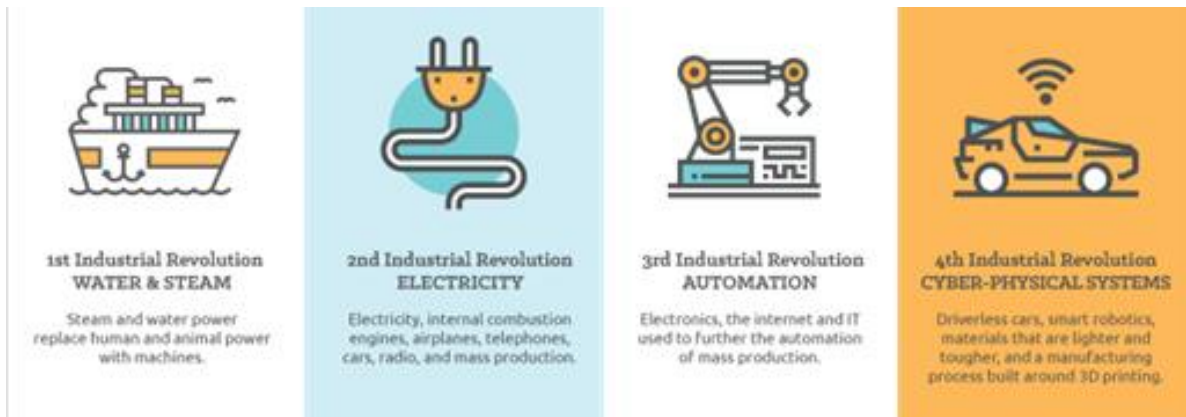 1st Industrial Revolution
WATER & STEAM
Steam and water power
replace human and animal power
with machines.
2nd Industrial Revolution
ELECTRICITY
Electricity, internal combustion
engines, airplanes, telephones,
cars, radio, and mass production.
3rd Industrial Revolution
AUTOMATION
Electronics, the internet and IT
used to further the automation
of mass production.
4th Industrial Revolution
CYBER-PHYSICAL SYSTEMS
Driverless cars, smart robotics,
materials that are lighter and
tougher, and a manufacturing
process built around 3D printing.